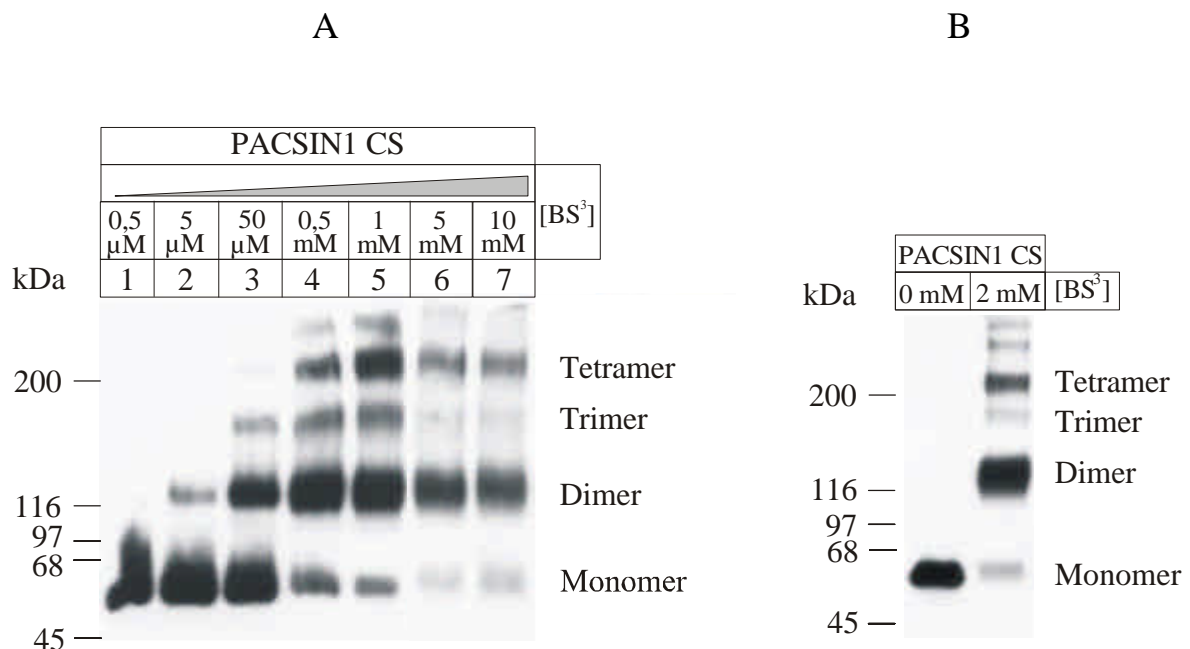 A
B
PACSIN1 CS
[BS³]
0,5 µM 5 µM 50 µM 0,5 mM 1 mM 5 mM 10 mM
kDa 1 2 3 4 5 6 7
200
116
97
68
45
Tetramer
Trimer
Dimer
Monomer
PACSIN1 CS
kDa 0 mM 2 mM [BS³]
200
116
97
68
45
Tetramer
Trimer
Dimer
Monomer